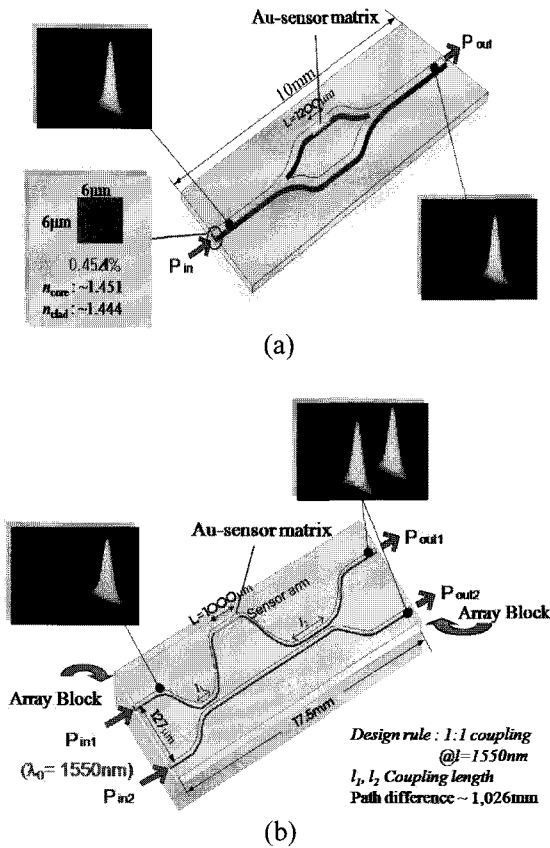 Au-sensor matrix
Pout
10mm
L=1200μm
6μm
6μm
0.45Δ%
ncore : ~1.451
nclad : ~1.444
Pin
(a)
Au-sensor matrix
L=1000μm
Sensor arm
Pout1
Pout2
Array Block
l1
l2
Array Block
127μm
17.5mm
Pin1
(λ0= 1550nm)
Pin2
Design rule : 1:1 coupling
@l=1550nm
l1, l2 Coupling length
Path difference ~ 1,026mm
(b)